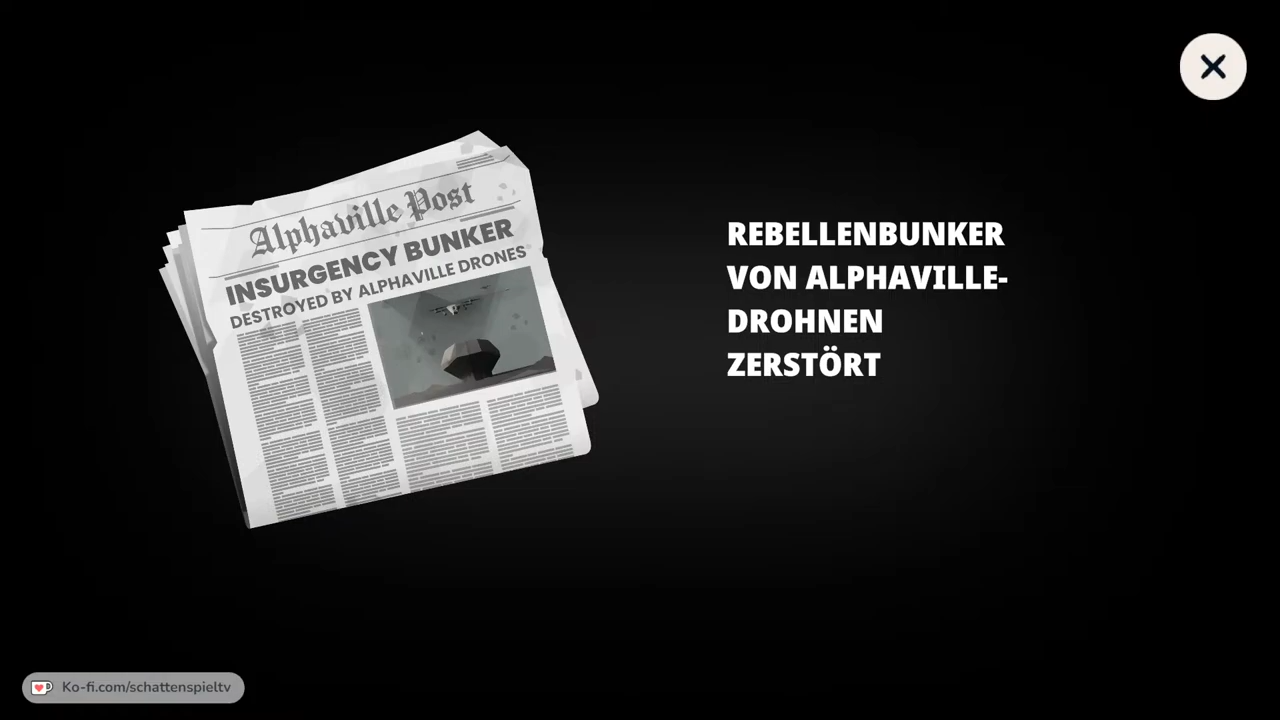 Alphaville Post
INSURGENCY BUNKER
DESTROYED BY ALPHAVILLE DRONES
REBELLENBUNKER
VON ALPHAVILLE-
DROHNEN
ZERSTÖRT
Ko-fi.com/schattenspieltv